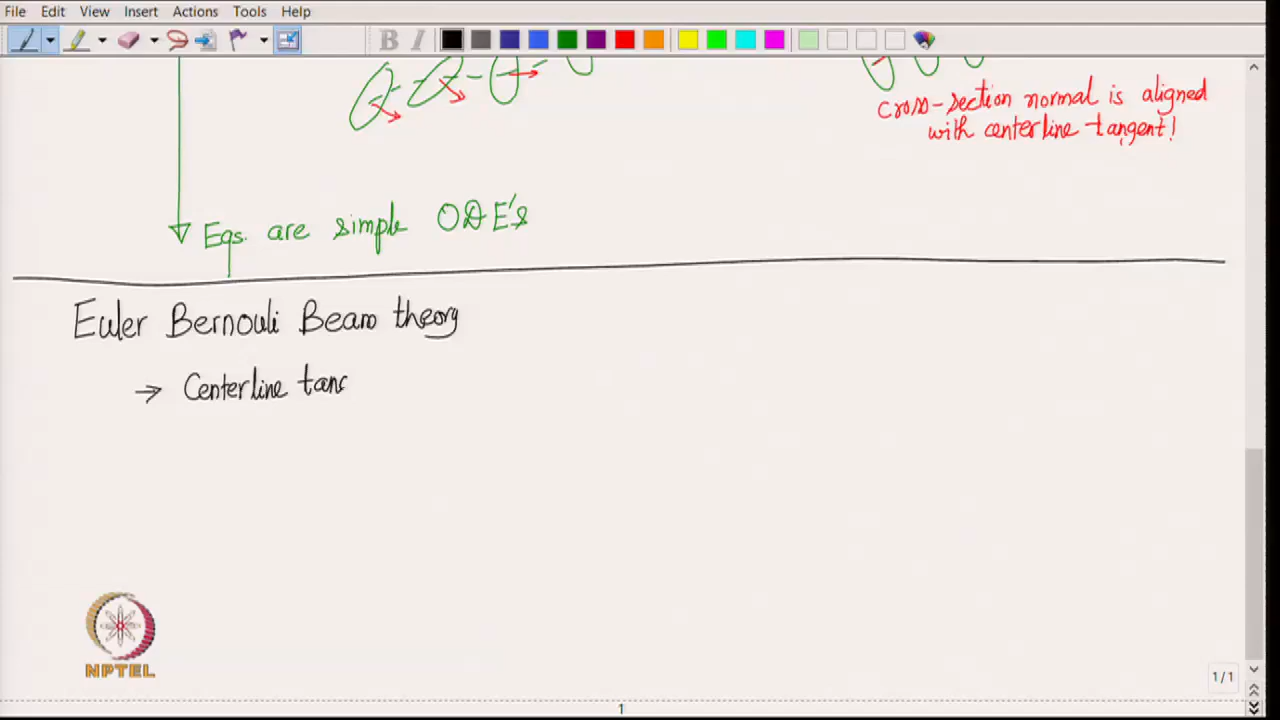 File Edit View Insert Actions Tools Help
B I
cross-section normal is aligned
with centerline tangent!
Eqs. are simple ODE's
Euler Bernouli Beam theory
→ Centerline tang
NPTEL
1/1
1